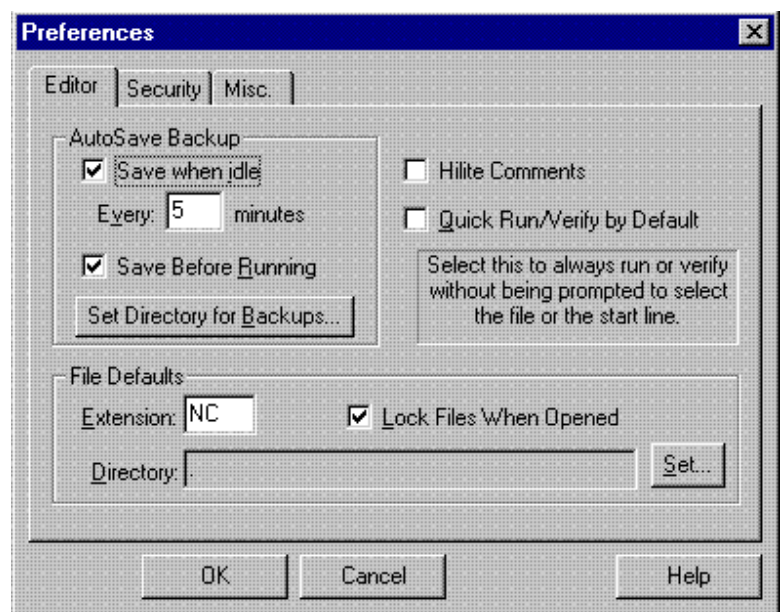 Preferences
Editor Security Misc.
AutoSave Backup
Save when idle
Every: 5 minutes
Save Before Running
Set Directory for Backups...
Hilite Comments
Quick Run/Verify by Default
Select this to always run or verify
without being prompted to select
the file or the start line.
File Defaults
Extension: NC
Lock Files When Opened
Directory: .
Set...
OK Cancel Help